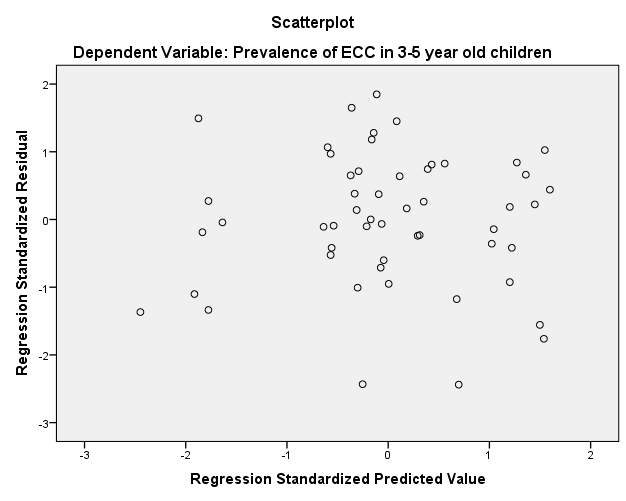 Scatterplot
Dependent Variable: Prevalence of ECC in 3-5 year old children
Regression Standardized Residual
2
1
0
-1
-2
-3
-3 -2 -1 0 1 2
Regression Standardized Predicted Value